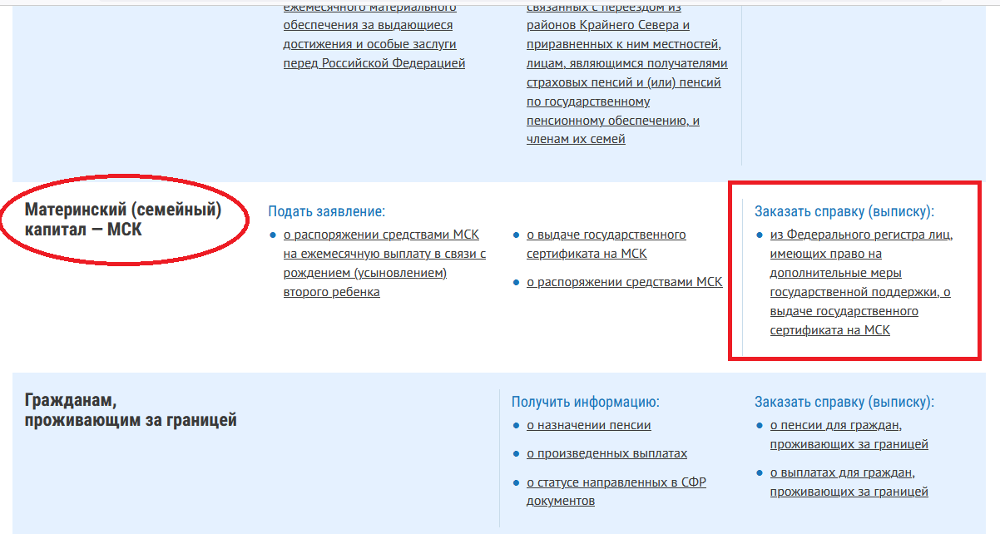 ежемесячного материального
обеспечения за выдающиеся
достижения и особые заслуги
перед Российской Федерацией
связанных с переездом из
районов Крайнего Севера и
приравненных к ним местностей,
лицам, являющимся получателями
страховых пенсий и (или) пенсий
по государственному
пенсионному обеспечению, и
членам их семей
Материнский (семейный)
капитал — МСК
Подать заявление:
о распоряжении средствами МСК
на ежемесячную выплату в связи с
рождением (усыновлением)
второго ребенка
о выдаче государственного
сертификата на МСК
о распоряжении средствами МСК
Заказать справку (выписку):
из Федерального регистра лиц,
имеющих право на
дополнительные меры
государственной поддержки, о
выдаче государственного
сертификата на МСК
Гражданам,
проживающим за границей
Получить информацию:
о назначении пенсии
о произведенных выплатах
о статусе направленных в СФР
документов
Заказать справку (выписку):
о пенсии для граждан,
проживающих за границей
о выплатах для граждан,
проживающих за границей